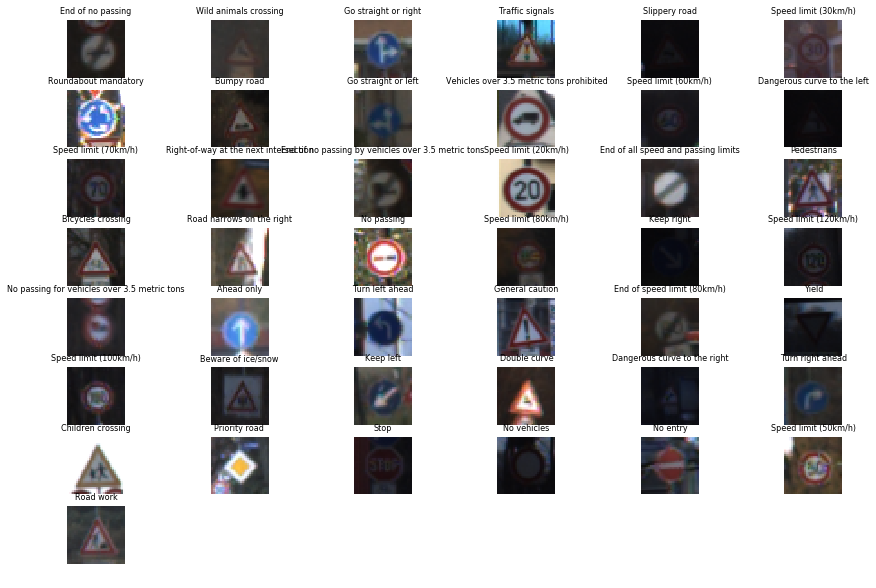 End of no passing
Wild animals crossing
Go straight or right
Traffic signals
Slippery road
Speed limit (30km/h)
30
Roundabout mandatory
Bumpy road
Go straight or left
Vehicles over 3.5 metric tons prohibited
Speed limit (60km/h)
Dangerous curve to the left
Speed limit (70km/h)
70
Right-of-way at the next intersection
End of no passing by vehicles over 3.5 metric tons
Speed limit (20km/h)
20
End of all speed and passing limits
Pedestrians
Bicycles crossing
Road narrows on the right
No passing
Speed limit (80km/h)
Keep right
Speed limit (120km/h)
120
No passing for vehicles over 3.5 metric tons
Ahead only
Turn left ahead
General caution
End of speed limit (80km/h)
Yield
Speed limit (100km/h)
100
Beware of ice/snow
Keep left
Double curve
Dangerous curve to the right
Turn right ahead
Children crossing
Priority road
Stop
STOP
No vehicles
No entry
Speed limit (50km/h)
50
Road work